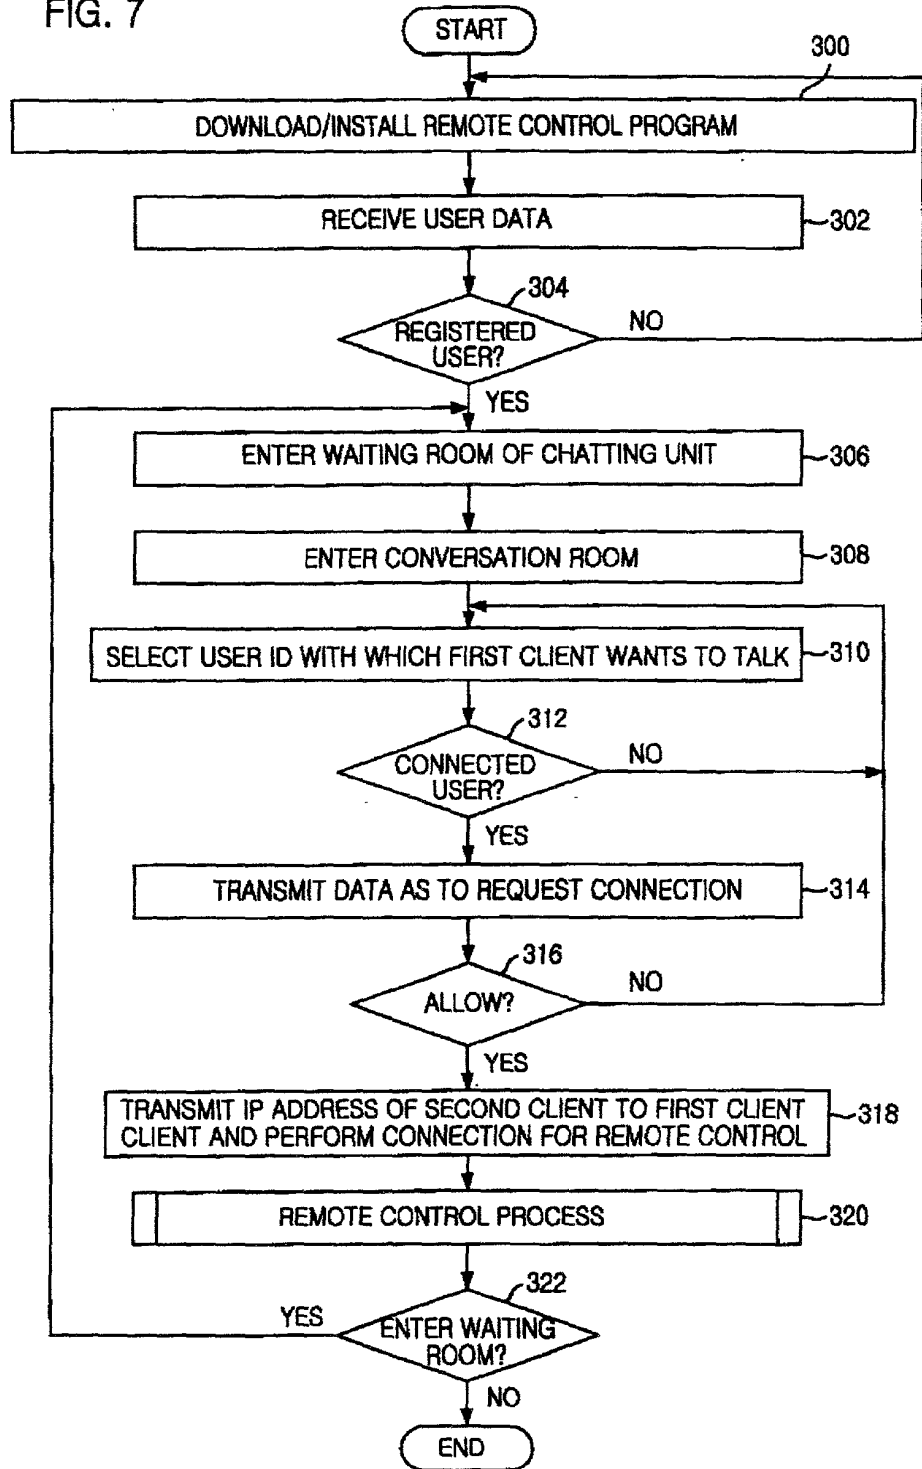 FIG. 7
START
300
DOWNLOAD/INSTALL REMOTE CONTROL PROGRAM
RECEIVE USER DATA
302
304
REGISTERED
USER?
NO
YES
ENTER WAITING ROOM OF CHATTING UNIT
306
ENTER CONVERSATION ROOM
308
SELECT USER ID WITH WHICH FIRST CLIENT WANTS TO TALK
310
312
CONNECTED
USER?
NO
YES
TRANSMIT DATA AS TO REQUEST CONNECTION
314
316
ALLOW?
NO
YES
TRANSMIT IP ADDRESS OF SECOND CLIENT TO FIRST CLIENT
CLIENT AND PERFORM CONNECTION FOR REMOTE CONTROL
318
REMOTE CONTROL PROCESS
320
322
YES
ENTER WAITING
ROOM?
NO
END